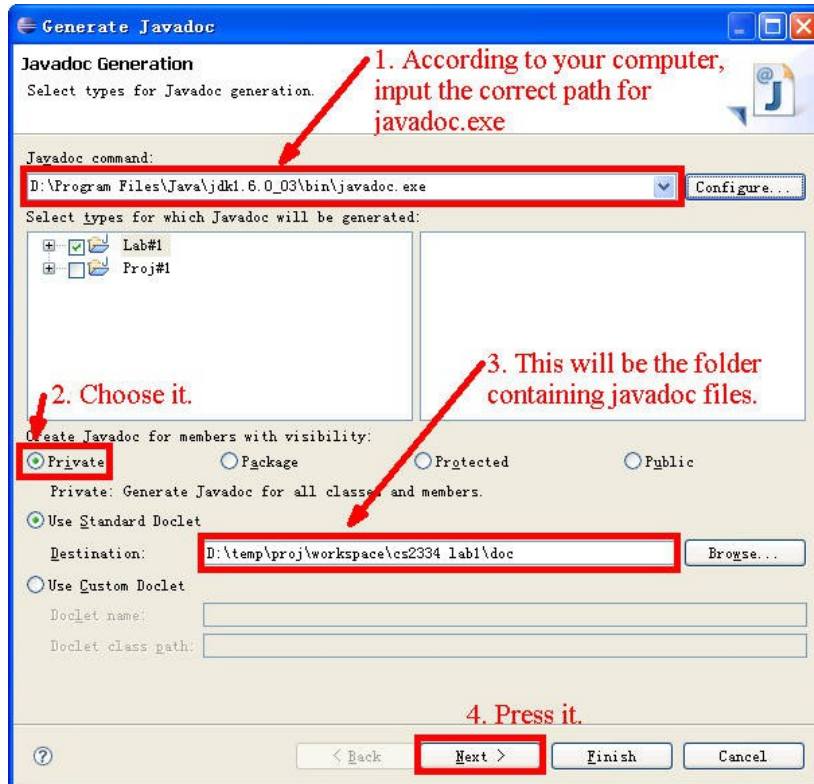 Generate Javadoc
Javadoc Generation
Select types for Javadoc generation.
1. According to your computer,
input the correct path for
javadoc.exe
Javadoc command:
D:\Program Files\Java\jdk1.6.0_03\bin\javadoc.exe
Configure...
Select types for which Javadoc will be generated:
Lab#1
Proj#1
2. Choose it.
3. This will be the folder
containing javadoc files.
Create Javadoc for members with visibility:
Private Package Protected Public
Private: Generate Javadoc for all classes and members.
Use Standard Doclet
Destination: D:\temp\proj\workspace\cs2334 lab1\doc Browse...
Use Custom Doclet
Doclet name:
Doclet class path:
4. Press it.
? < Back Next > Finish Cancel